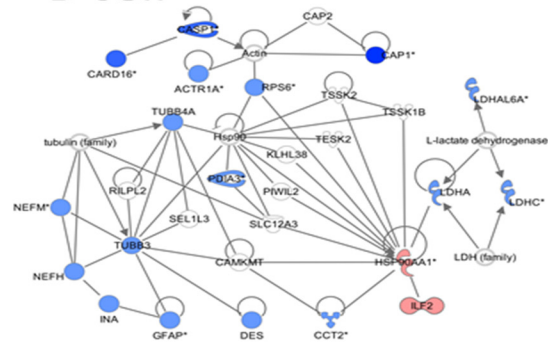 CASP1*
CAP2
Actin
CAP1*
CARD16*
ACTR1A*
RPS6*
TSSK2
LDHAL6A*
TUBB4A
TSSK1B
tubulin (family)
Hsp90
TESK2
L-lactate dehydrogenase
KLHL38
PDIA3*
RILPL2
PIWIL2
LDHA
LDHC*
NEFM*
SEL1L3
SLC12A3
TUBB3
CAMKMT
HSP90AA1*
LDH (family)
NEFH
ILF2
INA
GFAP*
DES
CCT2*